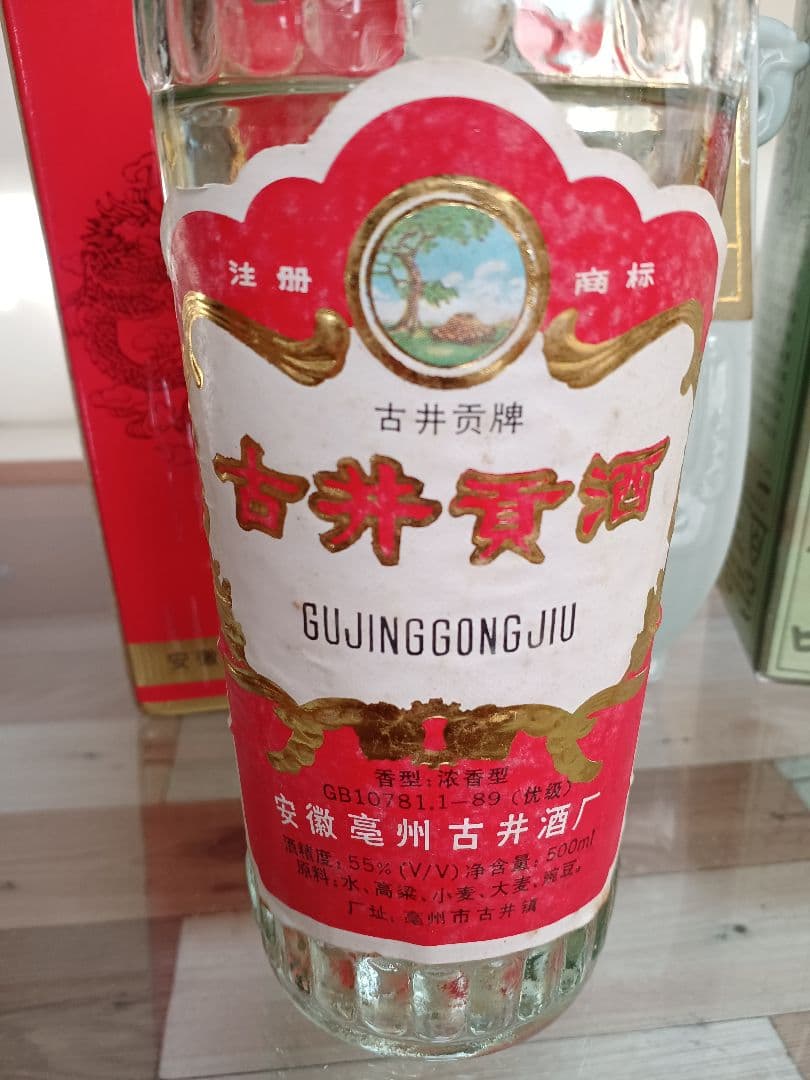 注册 商标
古井贡牌
古井贡酒
GUJINGGONGJIU
香型:浓香型
GB10781.1-89(优级)
安徽亳州古井酒厂
酒精度:55%(V/V)净含量:500ml
原料:水、高粱、小麦、大麦、豌豆。
厂址:亳州市古井镇
安徽